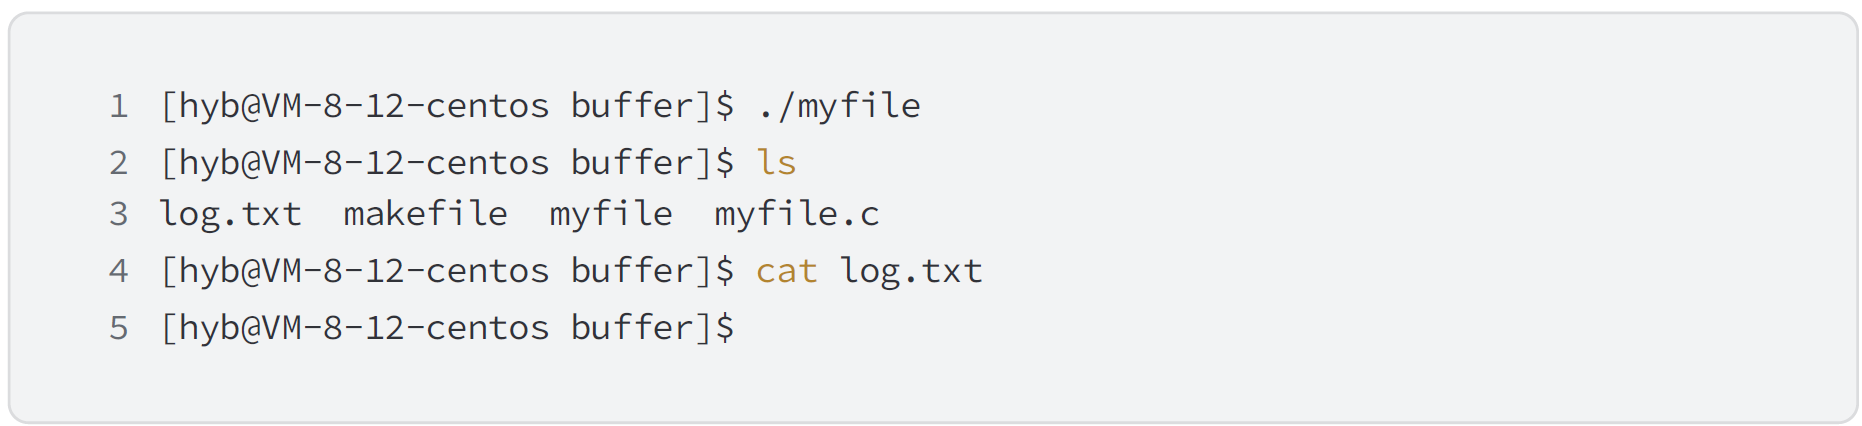 1 [hyb@VM-8-12-centos buffer]$ ./myfile
2 [hyb@VM-8-12-centos buffer]$ ls
3 log.txt  makefile  myfile  myfile.c
4 [hyb@VM-8-12-centos buffer]$ cat log.txt
5 [hyb@VM-8-12-centos buffer]$